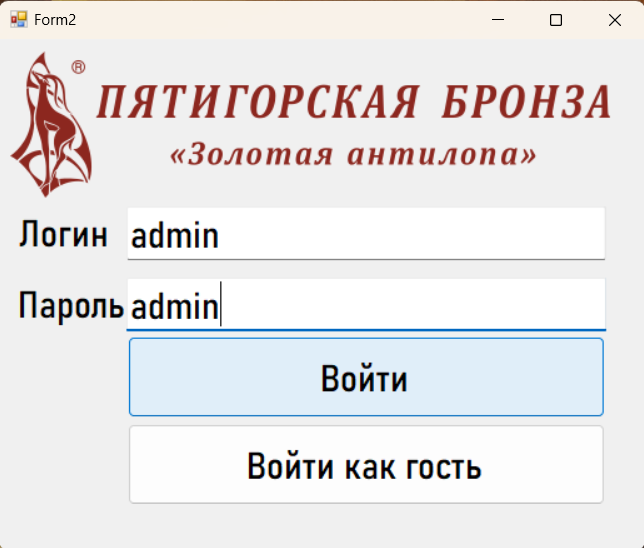 Form2
®
ПЯТИГОРСКАЯ БРОНЗА
«Золотая антилопа»
Логин admin
Пароль admin
Войти
Войти как гость